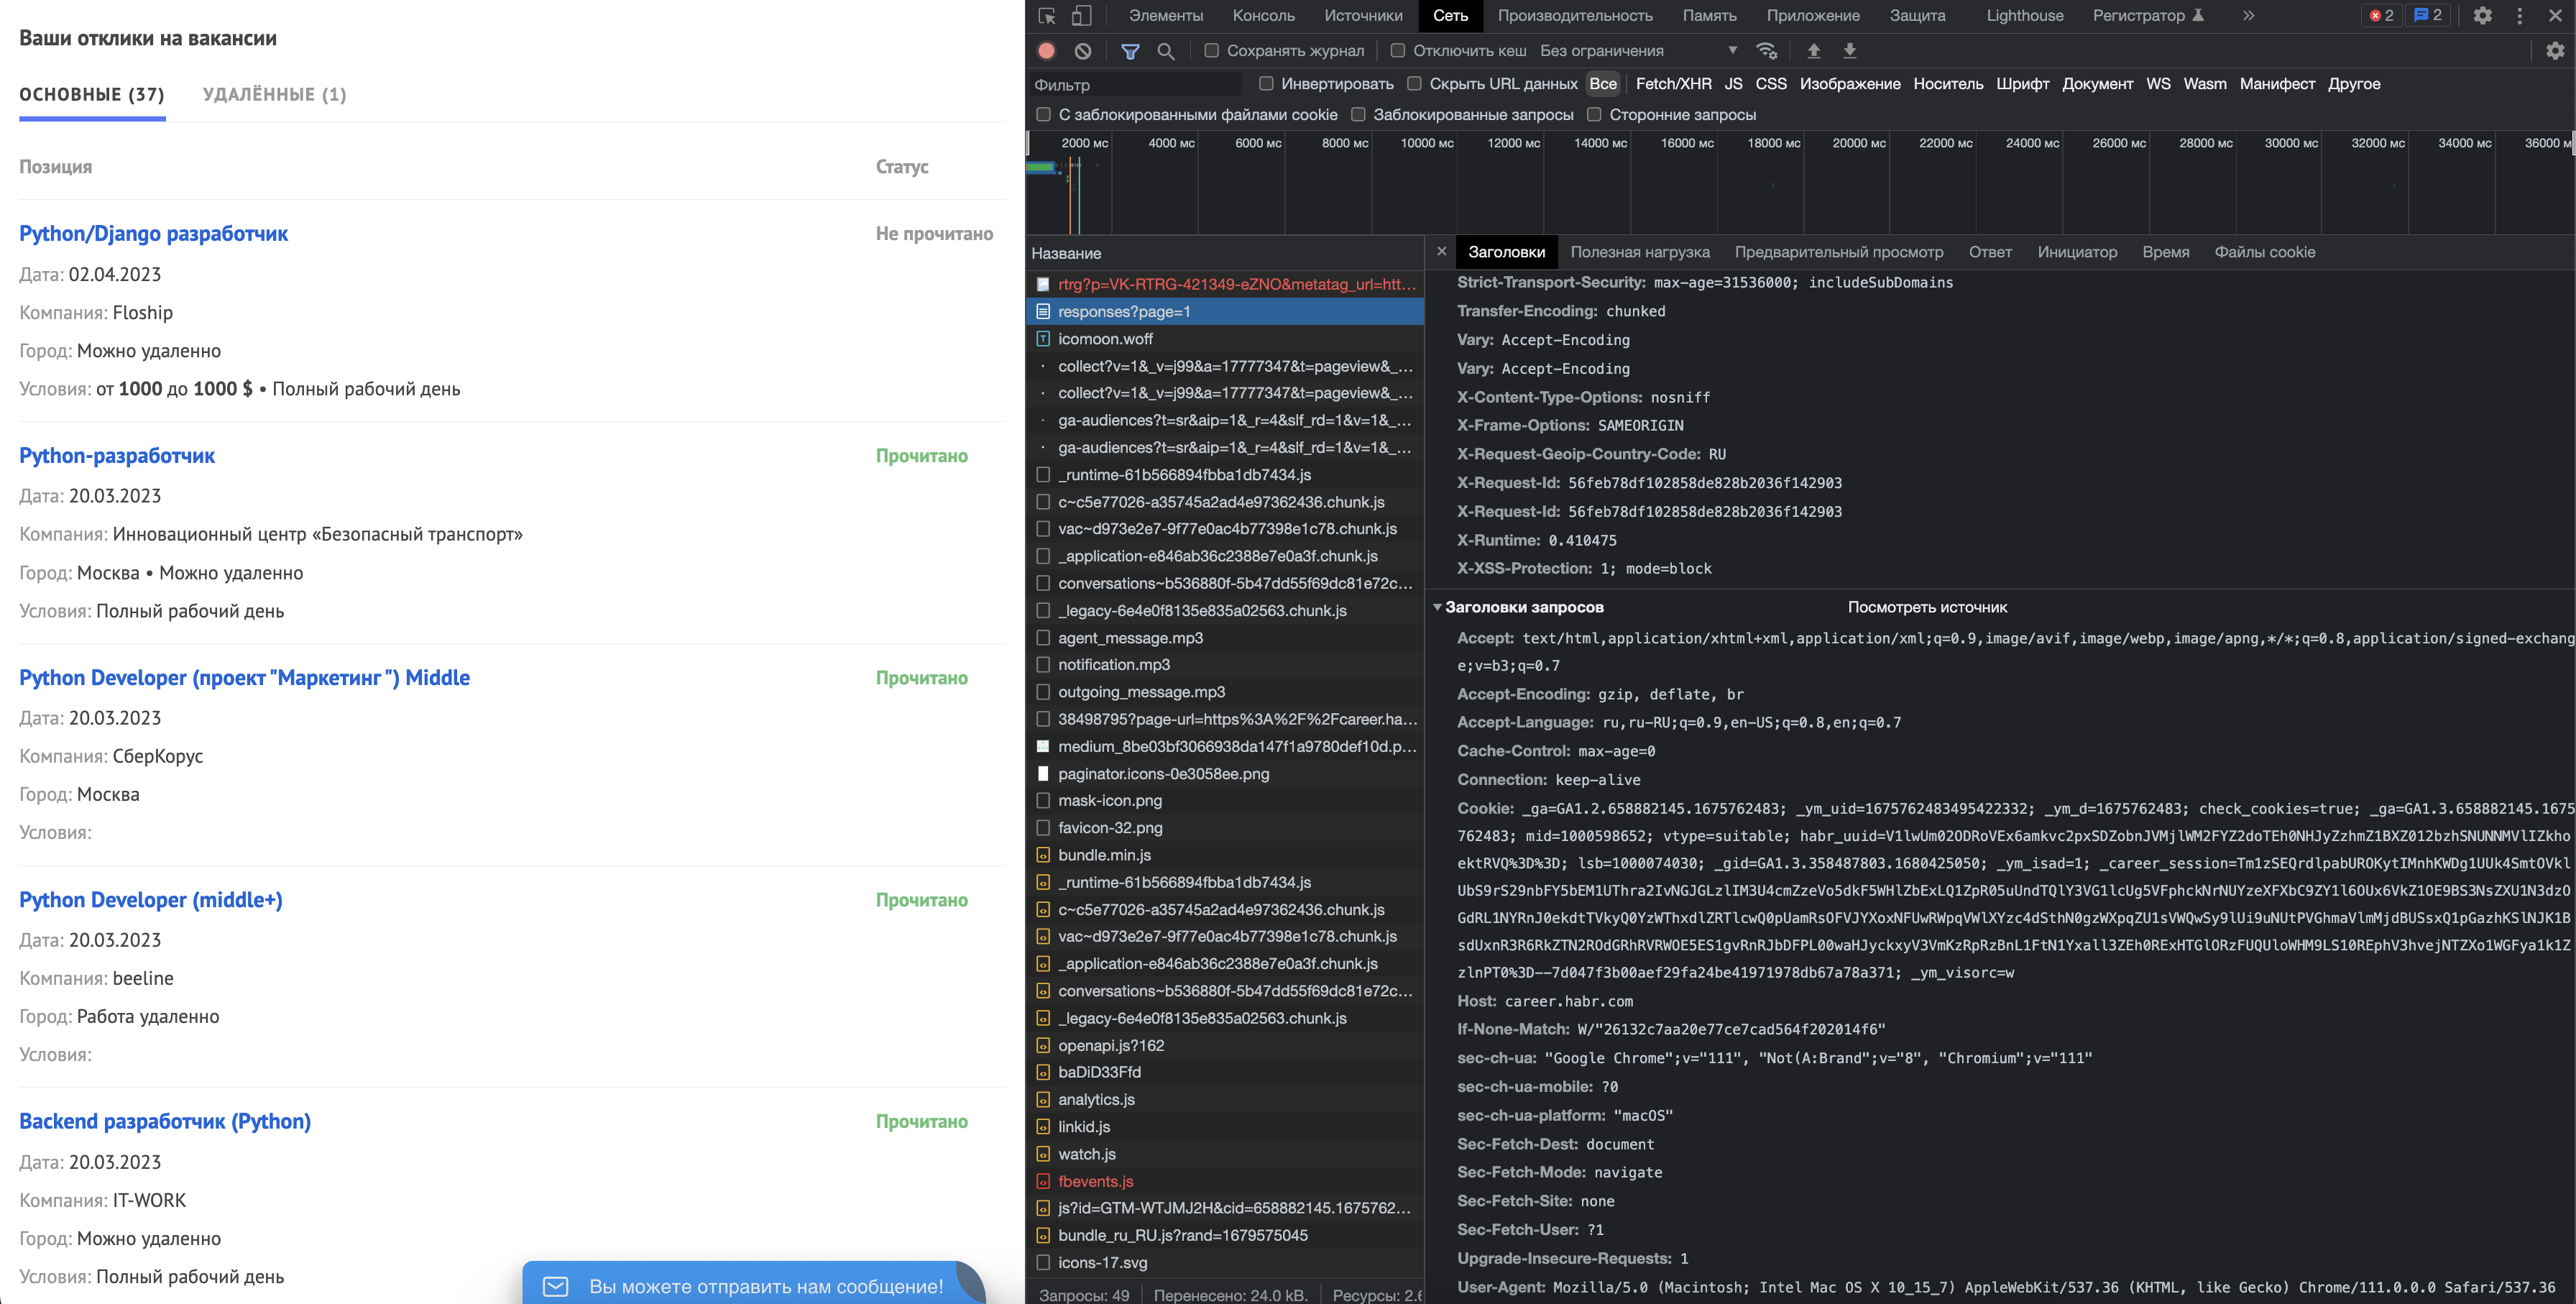 Ваши отклики на вакансии
ОСНОВНЫЕ (37) УДАЛЁННЫЕ (1)
Позиция Статус
Python/Django разработчик Не прочитано
Дата: 02.04.2023
Компания: Floship
Город: Можно удаленно
Условия: от 1000 до 1000 $ • Полный рабочий день
Python-разработчик Прочитано
Дата: 20.03.2023
Компания: Инновационный центр «Безопасный транспорт»
Город: Москва • Можно удаленно
Условия: Полный рабочий день
Python Developer (проект "Маркетинг") Middle Прочитано
Дата: 20.03.2023
Компания: СберКорус
Город: Москва
Условия:
Python Developer (middle+) Прочитано
Дата: 20.03.2023
Компания: beeline
Город: Работа удаленно
Условия:
Backend разработчик (Python) Прочитано
Дата: 20.03.2023
Компания: IT-WORK
Город: Можно удаленно
Условия: Полный рабочий день
Вы можете отправить нам сообщение!
Элементы Консоль Источники Сеть Производительность Память Приложение Защита Lighthouse Регистратор » 2 2
Сохранять журнал Отключить кеш Без ограничения
Фильтр Инвертировать Скрыть URL данных Все Fetch/XHR JS CSS Изображение Носитель Шрифт Документ WS Wasm Манифест Другое
С заблокированными файлами cookie Заблокированные запросы Сторонние запросы
2000 мс 4000 мс 6000 мс 8000 мс 10000 мс 12000 мс 14000 мс 16000 мс 18000 мс 20000 мс 22000 мс 24000 мс 26000 мс 28000 мс 30000 мс 32000 мс 34000 мс 36000 м
Название
rtrg?p=VK-RTRG-421349-eZNO&metatag_url=htt…
responses?page=1
icomoon.woff
collect?v=1&_v=j99&a=17777347&t=pageview&_…
collect?v=1&_v=j99&a=17777347&t=pageview&_…
ga-audiences?t=sr&aip=1&_r=4&slf_rd=1&v=1&_…
ga-audiences?t=sr&aip=1&_r=4&slf_rd=1&v=1&_…
_runtime-61b566894fbba1db7434.js
c~c5e77026-a35745a2ad4e97362436.chunk.js
vac~d973e2e7-9f77e0ac4b77398e1c78.chunk.js
_application-e846ab36c2388e7e0a3f.chunk.js
conversations~b536880f-5b47dd55f69dc81e72c…
_legacy-6e4e0f8135e835a02563.chunk.js
agent_message.mp3
notification.mp3
outgoing_message.mp3
38498795?page-url=https%3A%2F%2Fcareer.ha…
medium_8be03bf3066938da147f1a9780def10d.p…
paginator.icons-0e3058ee.png
mask-icon.png
favicon-32.png
bundle.min.js
_runtime-61b566894fbba1db7434.js
c~c5e77026-a35745a2ad4e97362436.chunk.js
vac~d973e2e7-9f77e0ac4b77398e1c78.chunk.js
_application-e846ab36c2388e7e0a3f.chunk.js
conversations~b536880f-5b47dd55f69dc81e72c…
_legacy-6e4e0f8135e835a02563.chunk.js
openapi.js?162
baDiD33Ffd
analytics.js
linkid.js
watch.js
fbevents.js
js?id=GTM-WTJMJ2H&cid=658882145.1675762…
bundle_ru_RU.js?rand=1679575045
icons-17.svg
Запросы: 49 Перенесено: 24.0 kB. Ресурсы: 2.6
Заголовки Полезная нагрузка Предварительный просмотр Ответ Инициатор Время Файлы cookie
Strict-Transport-Security: max-age=31536000; includeSubDomains
Transfer-Encoding: chunked
Vary: Accept-Encoding
Vary: Accept-Encoding
X-Content-Type-Options: nosniff
X-Frame-Options: SAMEORIGIN
X-Request-Geoip-Country-Code: RU
X-Request-Id: 56feb78df102858de828b2036f142903
X-Request-Id: 56feb78df102858de828b2036f142903
X-Runtime: 0.410475
X-XSS-Protection: 1; mode=block
Заголовки запросов Посмотреть источник
Accept: text/html,application/xhtml+xml,application/xml;q=0.9,image/avif,image/webp,image/apng,*/*;q=0.8,application/signed-exchang
e;v=b3;q=0.7
Accept-Encoding: gzip, deflate, br
Accept-Language: ru,ru-RU;q=0.9,en-US;q=0.8,en;q=0.7
Cache-Control: max-age=0
Connection: keep-alive
Cookie: _ga=GA1.2.658882145.1675762483; _ym_uid=1675762483495422332; _ym_d=1675762483; check_cookies=true; _ga=GA1.3.658882145.1675
762483; mid=1000598652; vtype=suitable;
lsb=1000074030; _gid=GA1.3.358487803.1680425050; _ym_isad=1;
_ym_visorc=w
Host: career.habr.com
If-None-Match: W/"26132c7aa20e77ce7cad564f202014f6"
sec-ch-ua: "Google Chrome";v="111", "Not(A:Brand";v="8", "Chromium";v="111"
sec-ch-ua-mobile: ?0
sec-ch-ua-platform: "macOS"
Sec-Fetch-Dest: document
Sec-Fetch-Mode: navigate
Sec-Fetch-Site: none
Sec-Fetch-User: ?1
Upgrade-Insecure-Requests: 1
User-Agent: Mozilla/5.0 (Macintosh; Intel Mac OS X 10_15_7) AppleWebKit/537.36 (KHTML, like Gecko) Chrome/111.0.0.0 Safari/537.36